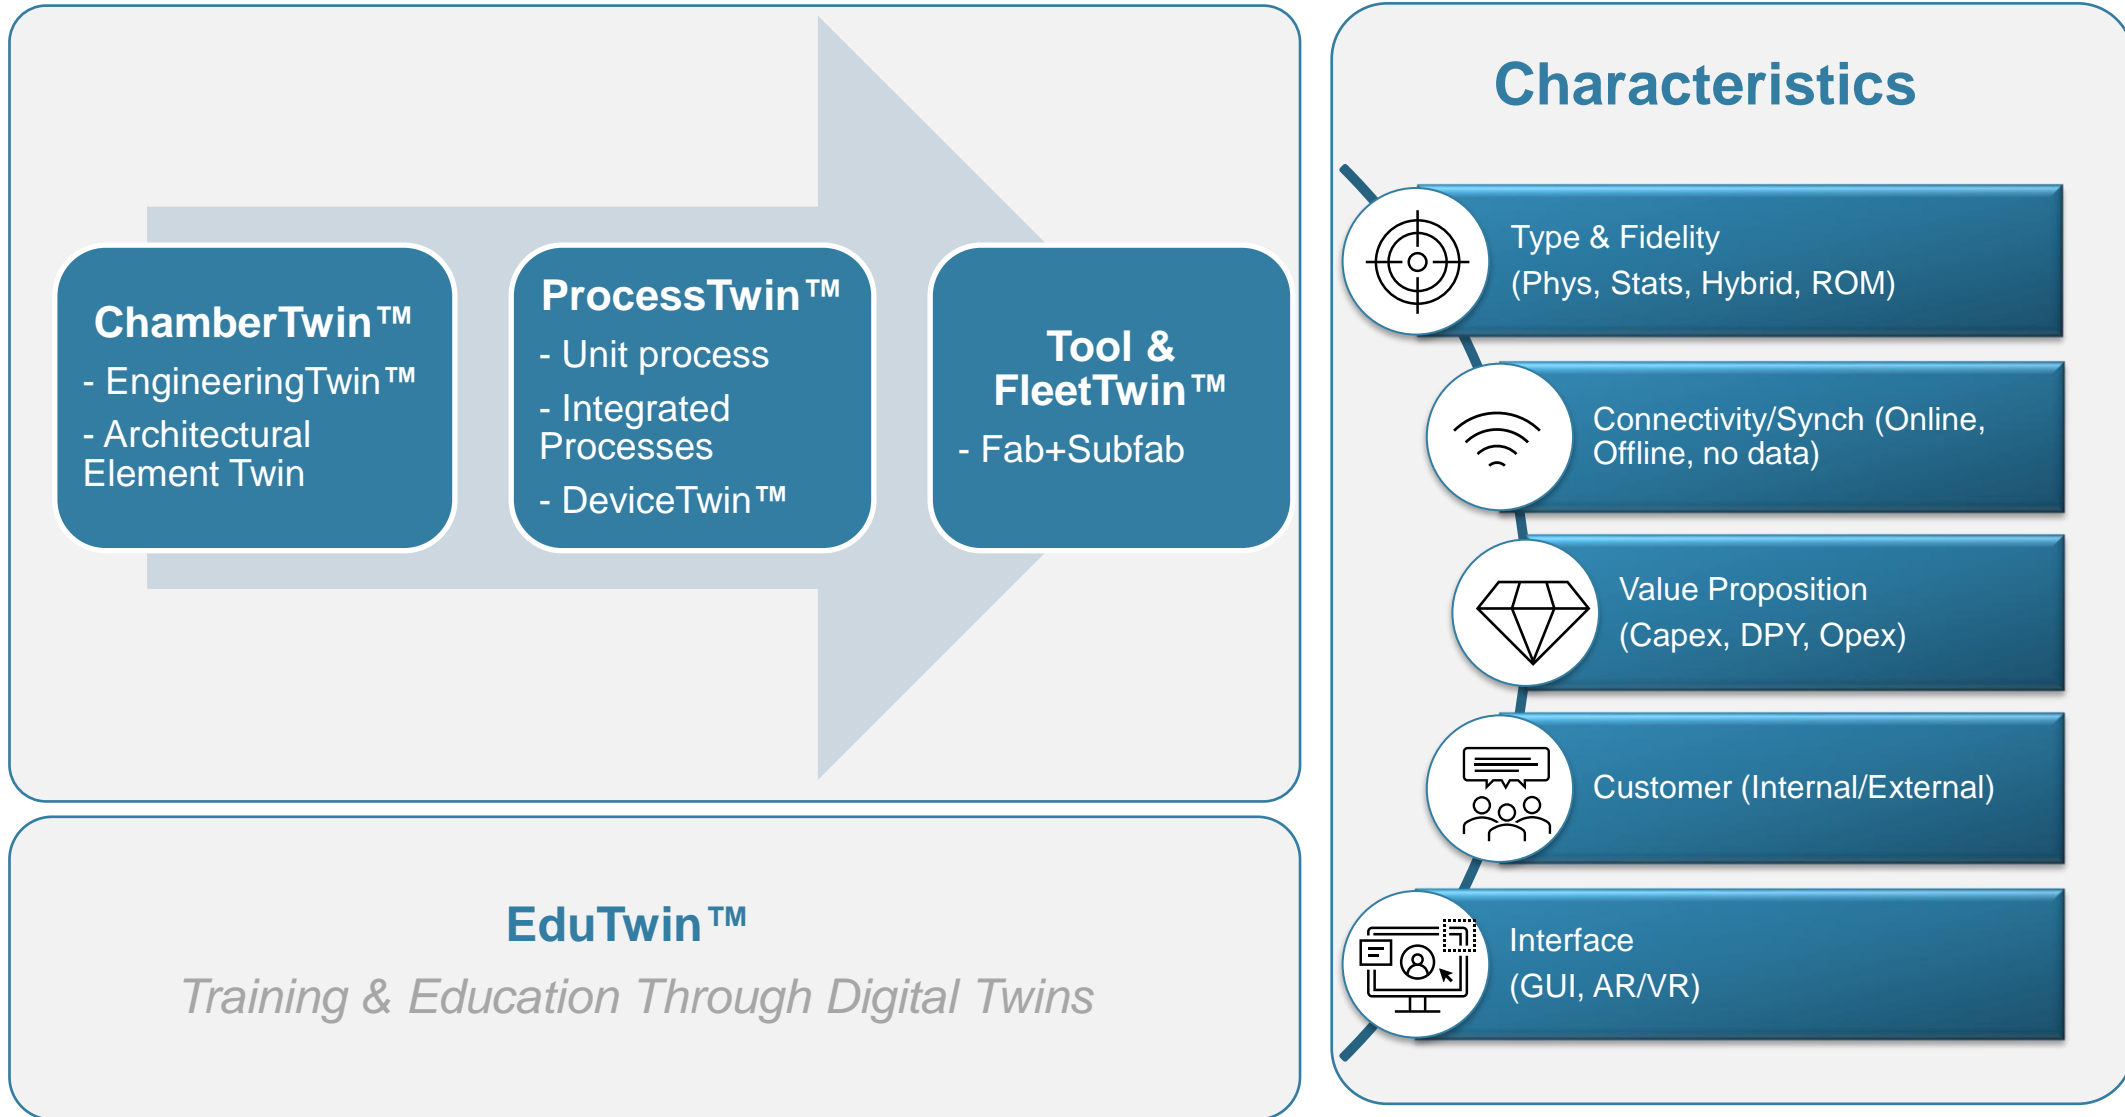 ChamberTwin™
- EngineeringTwin™
- Architectural
Element Twin
ProcessTwin™
- Unit process
- Integrated
Processes
- DeviceTwin™
Tool &
FleetTwin™
- Fab+Subfab
EduTwin™
Training & Education Through Digital Twins
Characteristics
Type & Fidelity
(Phys, Stats, Hybrid, ROM)
Connectivity/Synch (Online,
Offline, no data)
Value Proposition
(Capex, DPY, Opex)
Customer (Internal/External)
Interface
(GUI, AR/VR)